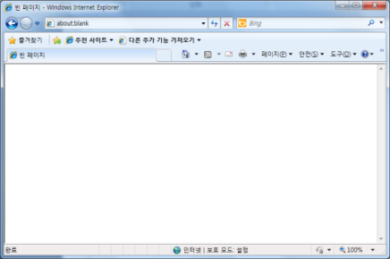 빈 페이지 - Windows Internet Explorer
about:blank
Bing
즐겨찾기 추천 사이트 다른 추가 기능 가져오기
빈 페이지 페이지(P) 안전(S) 도구(O)
완료 인터넷 | 보호 모드: 설정 100%